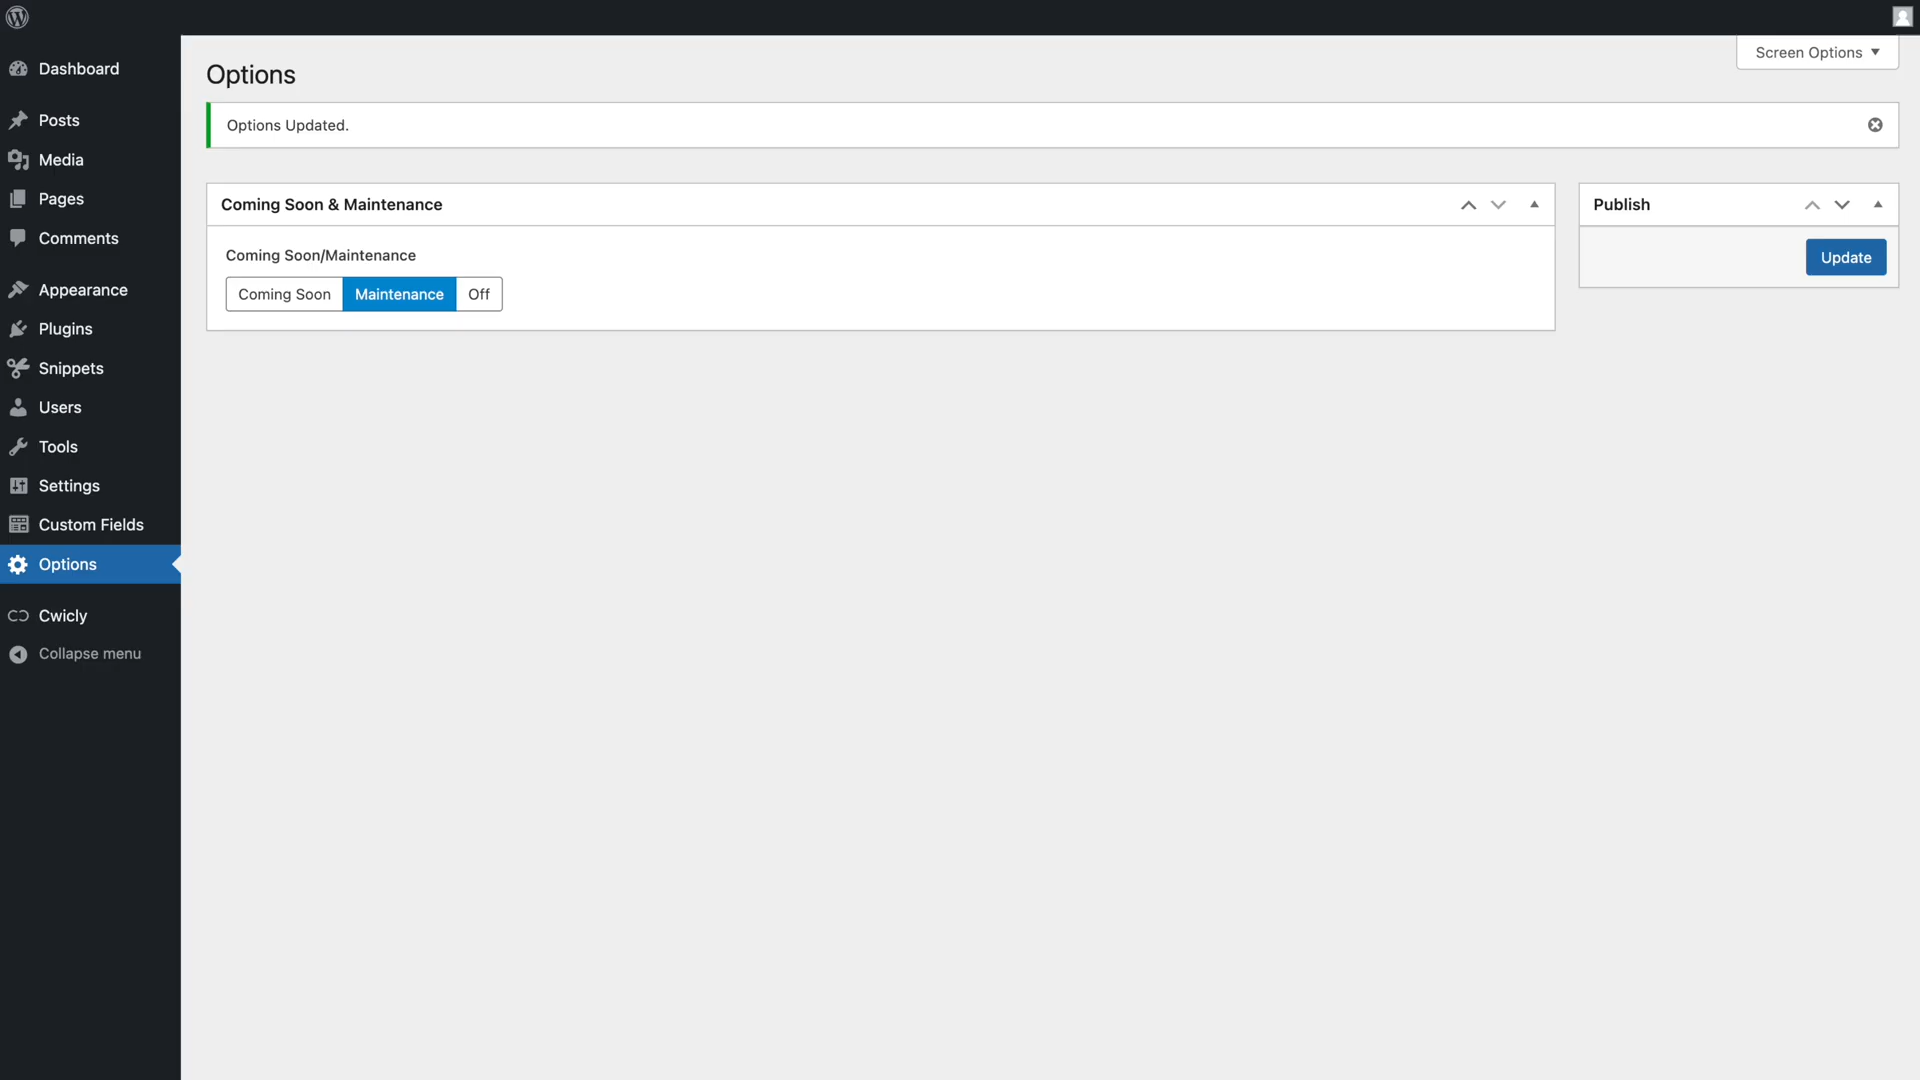 Dashboard
Posts
Media
Pages
Comments
Appearance
Plugins
Snippets
Users
Tools
Settings
Custom Fields
Options
Cwicly
Collapse menu
Screen Options
Options
Options Updated.
Coming Soon & Maintenance
Coming Soon/Maintenance
Coming Soon Maintenance Off
Publish
Update